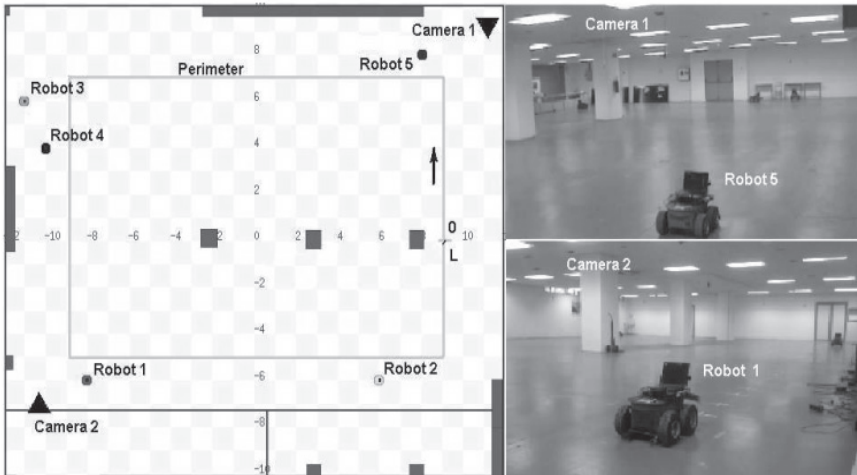 10
Camera 1
8
Robot 5
Perimeter
Robot 3
6
Robot 4
4
2
0
-10 -8 -6 -4 -2 0 2 4 6 10
L
-2
-4
Robot 1
Robot 2
-6
Camera 2
-8
-10
Camera 1
Robot 5
Camera 2
Robot 1